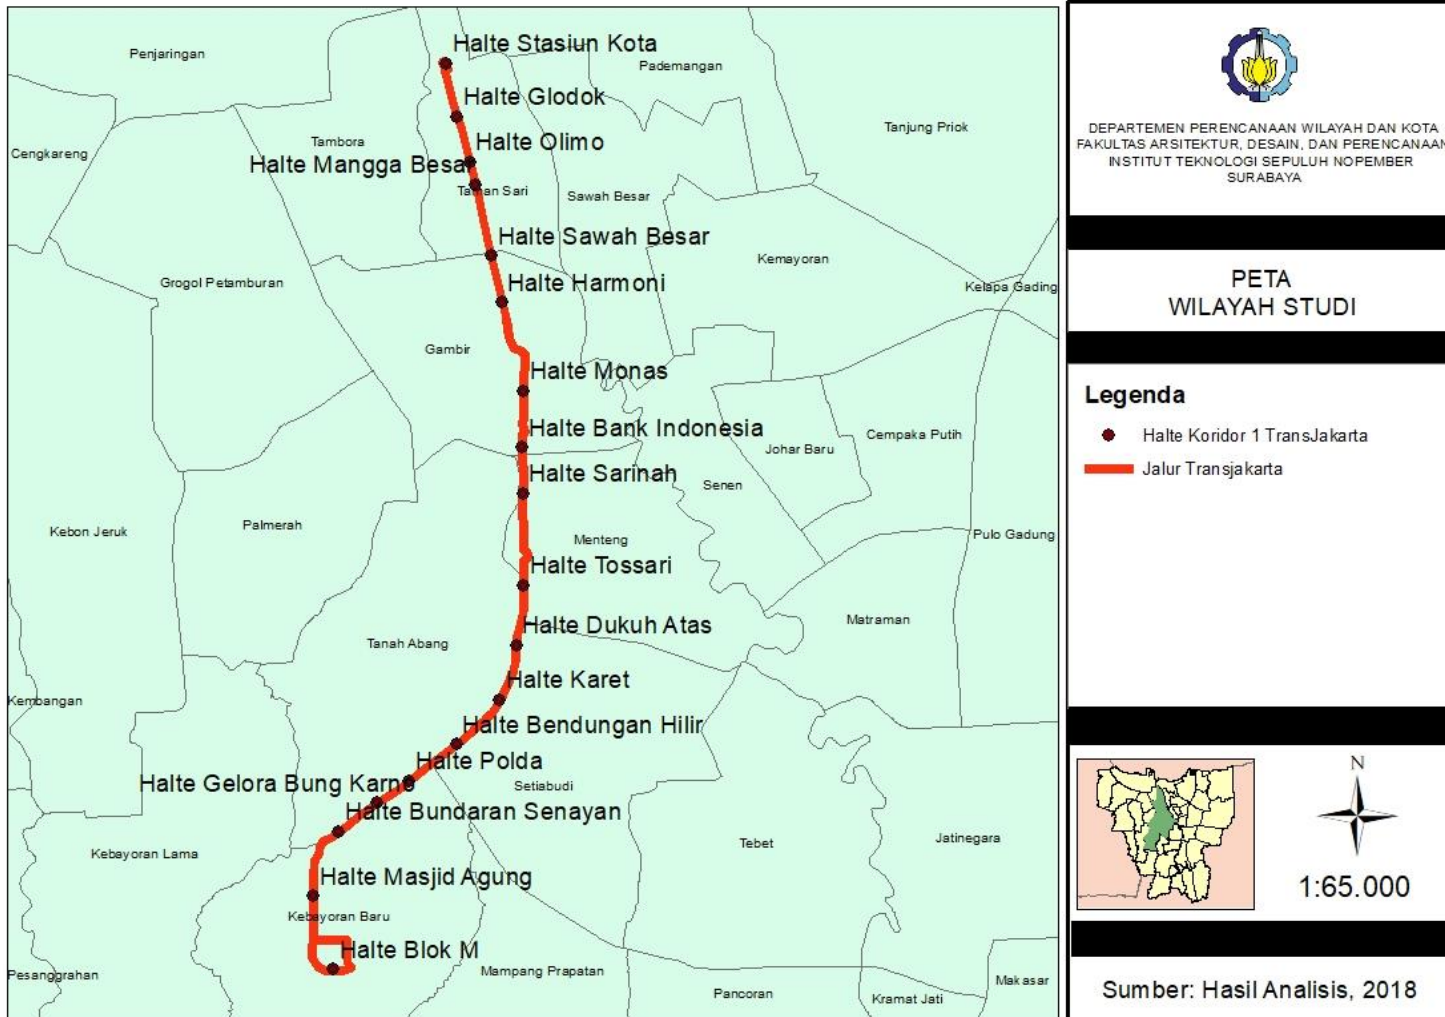 Halte Stasiun Kota
Penjaringan
Pademangan
Halte Glodok
Tanjung Priok
Tambora
Halte Olimo
Cengkareng
Halte Mangga Besar
Taman Sari
Sawah Besar
Halte Sawah Besar
Kemayoran
Grogol Petamburan
Halte Harmoni
Kelapa Gading
Gambir
Halte Monas
Halte Bank Indonesia
Cempaka Putih
Johar Baru
Halte Sarinah
Senen
Palmerah
Kebon Jeruk
Menteng
Pulo Gadung
Halte Tossari
Matraman
Halte Dukuh Atas
Tanah Abang
Halte Karet
Kembangan
Halte Bendungan Hilir
Halte Polda
Halte Gelora Bung Karno
Setiabudi
Halte Bundaran Senayan
Tebet
Jatinegara
Kebayoran Lama
Halte Masjid Agung
Kebayoran Baru
Halte Blok M
Pesanggrahan
Mampang Prapatan
Makasar
Pancoran
Kramat Jati
DEPARTEMEN PERENCANAAN WILAYAH DAN KOTA
FAKULTAS ARSITEKTUR, DESAIN, DAN PERENCANAAN
INSTITUT TEKNOLOGI SEPULUH NOPEMBER
SURABAYA
PETA
WILAYAH STUDI
Legenda
Halte Koridor 1 TransJakarta
Jalur Transjakarta
N
1:65.000
Sumber: Hasil Analisis, 2018